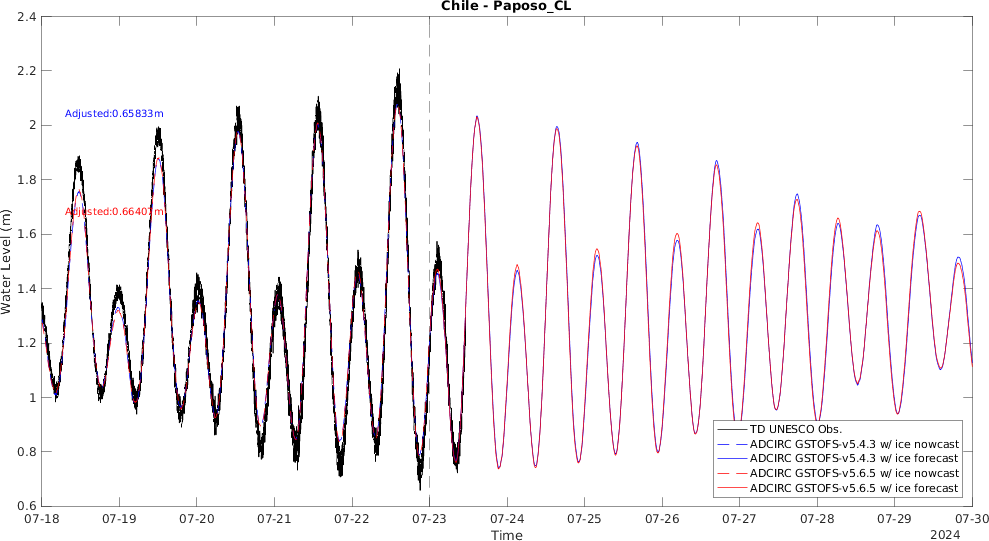 Chile - Paposo_CL
2.4
2.2
2
1.8
1.6
1.4
1.2
1
0.8
0.6
Water Level (m)
Adjusted:0.65833m
Adjusted:0.66407m
TD UNESCO Obs.
ADCIRC GSTOFS-v5.4.3 w/ ice nowcast
ADCIRC GSTOFS-v5.4.3 w/ ice forecast
ADCIRC GSTOFS-v5.6.5 w/ ice nowcast
ADCIRC GSTOFS-v5.6.5 w/ ice forecast
07-18 07-19 07-20 07-21 07-22 07-23 07-24 07-25 07-26 07-27 07-28 07-29 07-30
Time
2024